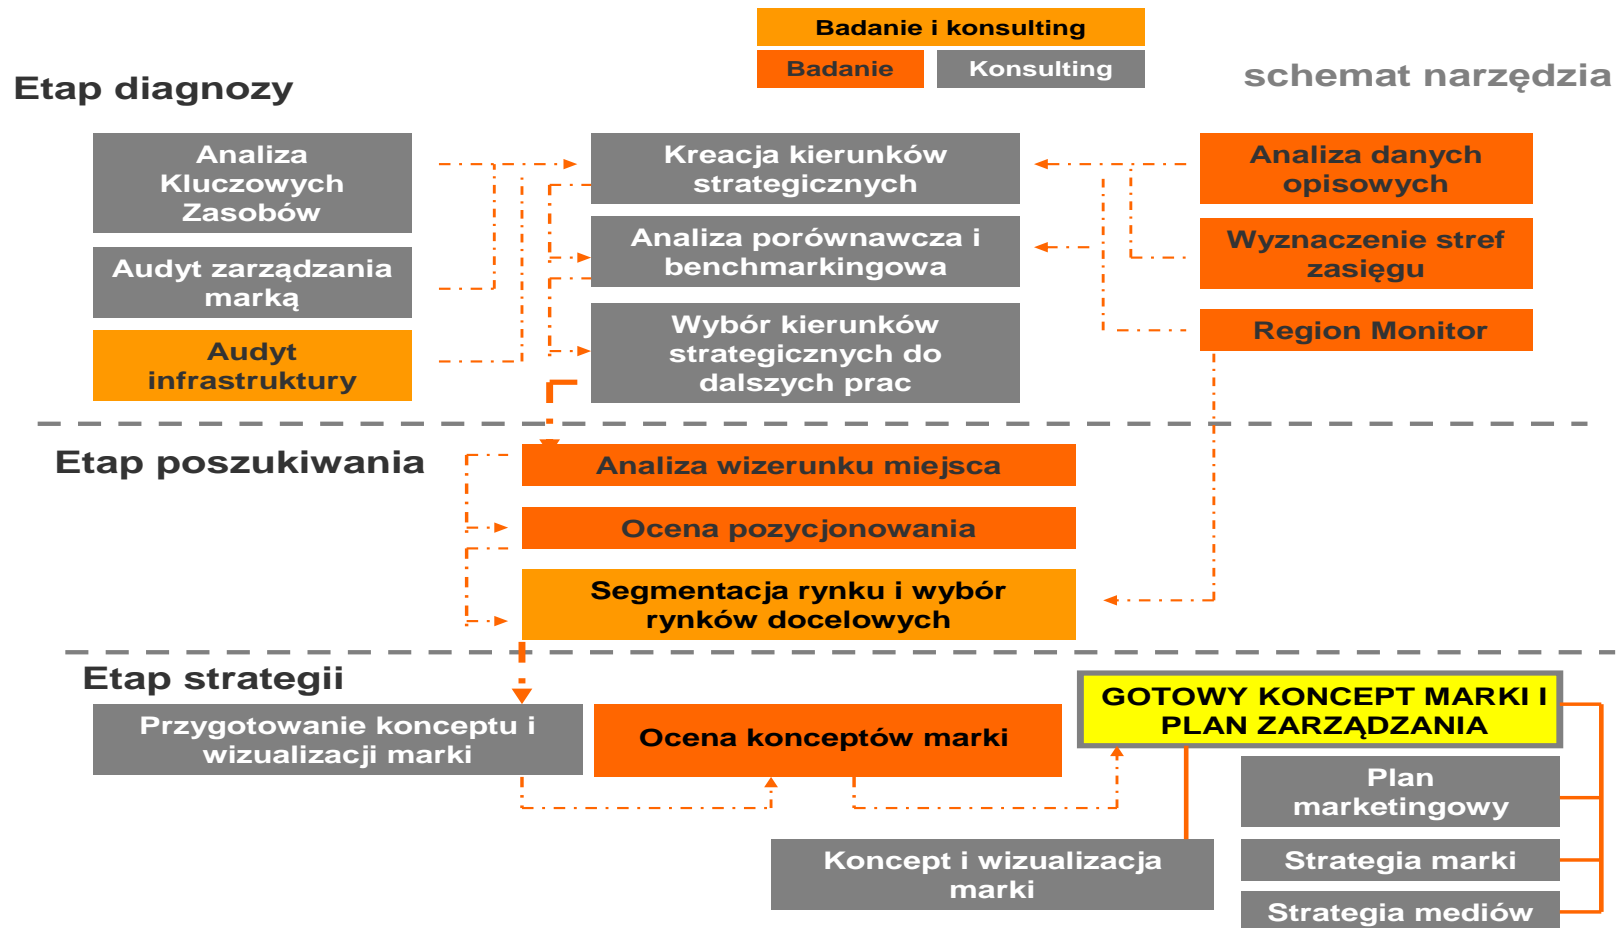 Badanie i konsulting
Badanie
Konsulting
schemat narzędzia
Etap diagnozy
Analiza
Kluczowych
Zasobów
Audyt zarządzania
marką
Audyt
infrastruktury
Kreacja kierunków
strategicznych
Analiza porównawcza i
benchmarkingowa
Wybór kierunków
strategicznych do
dalszych prac
Analiza danych
opisowych
Wyznaczenie stref
zasięgu
Region Monitor
Etap poszukiwania
Analiza wizerunku miejsca
Ocena pozycjonowania
Segmentacja rynku i wybór
rynków docelowych
Etap strategii
Przygotowanie konceptu i
wizualizacji marki
Ocena konceptów marki
GOTOWY KONCEPT MARKI I
PLAN ZARZĄDZANIA
Koncept i wizualizacja
marki
Plan
marketingowy
Strategia marki
Strategia mediów